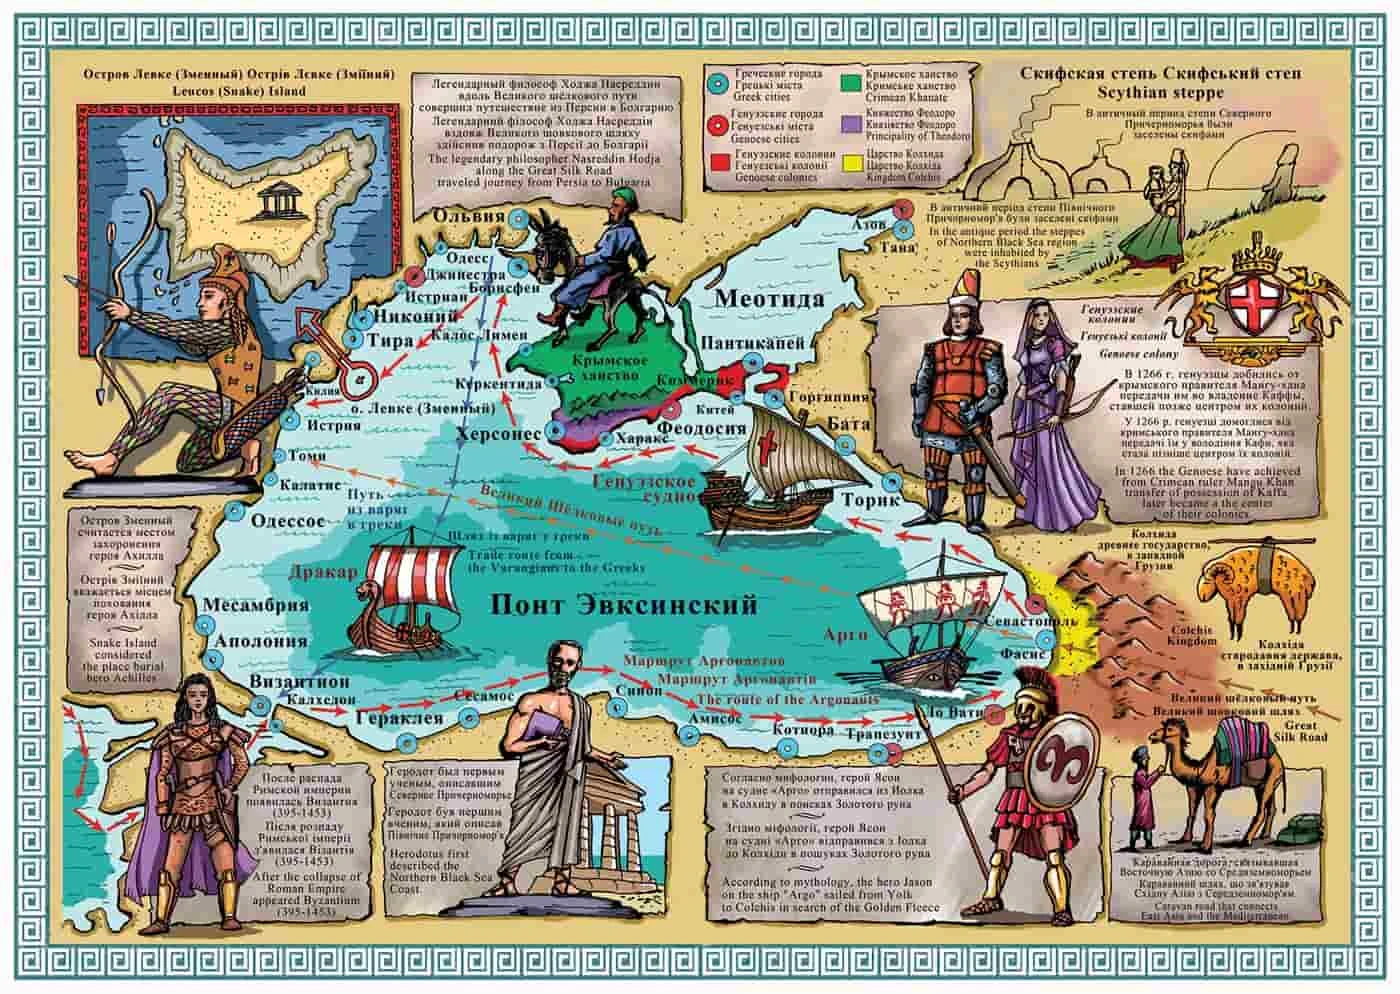 Остров Левке (Зменный) Острів Левке (Зміїний)
Leucos (Snake) Island
Легендарный философ Ходжа Насреддин
вдоль Великого шёлкового пути
совершил путешествие из Персии в Болгарию
Легендарний філософ Ходжа Насреддін
вздовж Великого шовкового шляху
здійснив подорож з Персії до Болгарії
The legendary philosopher Nasreddin Hodja
along the Great Silk Road
traveled journey from Persia to Bulgaria
Греческие города
Грецькі міста
Greek cities
Генуэзские города
Генуезські міста
Genoese cities
Генуэзские колонии
Генуезські колонії
Genoese colonies
Крымское ханство
Кримське ханство
Crimean Khanate
Княжество Феодоро
Князівство Феодоро
Principality of Theodoro
Царство Колхида
Царство Колхіда
Kingdom Colchis
Скифская степь Скифський степ
Scythian steppe
В античный период степи Северного
Причерноморья были
заселены скифами
В античний період степи Північного
Причорномор'я були заселені скіфами
In the antique period the steppes
of Northern Black Sea region
were inhabited by
the Scythians
Ольвия
Одесс
Джинестра
Борисфен
Истриан
Никоний
Калос Лимен
Тира
Керкентида
Килия
о. Левке (Зменный)
Истрия
Херсонес
Томи
Калатис
Одессос
Месамбрия
Аполония
Византион
Калхедон
Гераклея
Сесамос
Синоп
Амисос
Котиора
Трапезунт
Ло Вати
Фасис
Севастополь
Торик
Бата
Горгиппия
Пантикапей
Коммерик
Китей
Феодосия
Харакс
Крымское
ханство
Меотида
Азов
Тана
Генуэзские
колонии
Генуезські колонії
Genoese colony
В 1266 г. генуэзцы добились от
крымского правителя Мангу-хана
передачи им во владение Каффы,
ставшей позже центром их колоний.
У 1266 р. генуезці домоглися від
кримського правителя Мангу-хана
передачі їм у володіння Кафи, яка
стала пізніше центром їх колоній.
In 1266 the Genoese have achieved
from Crimean ruler Mangu Khan
transfer of possession of Kaffa,
later became a the center
of their colonies.
Генуэзское
судно
Великий Шёлковый путь
Путь
из варяг
в греки
Шлях із варяг у греки
Trade route from
the Varangians to the Greeks
Дракар
Понт Эвксинский
Арго
Маршрут Аргонавтов
Маршрут Аргонавтів
The route of the Argonauts
Остров Зменный
считается местом
захоронения
героя Ахилла
Острів Зміїний
вважається місцем
поховання
героя Ахілла
Snake Island
considered
the place burial
hero Achilles
Колхида
древнее государство,
в западной
Грузии
Colchis
Kingdom
Колхіда
стародавня держава,
в західній Грузії
Великий шёлковый путь
Великий шовковий шлях
Great
Silk Road
После распада
Римской империи
появилась Византия
(395-1453)
Після розпаду
Римської імперії
з'явилася Візантія
(395-1453)
After the collapse of
Roman Empire
appeared Byzantium
(395-1453)
Геродот был первым
ученым, описавшим
Северное Причерноморье
Геродот був першим
вченим, який описав
Північне Причорномор'я
Herodotus first
described the
Northern Black Sea
Coast.
Согласно мифологии, герой Ясон
на судне «Арго» отправился из Иолка
в Колхиду в поисках Золотого руна
Згідно міфології, герой Ясон
на судні «Арго» відправився з Іолка
до Колхіди в пошуках Золотого руна
According to mythology, the hero Jason
on the ship "Argo" sailed from Yolk
to Colchis in search of the Golden Fleece
Караванная дорога, связывавшая
Восточную Азию со Средиземноморьем
Караванний шлях, що зв'язував
Східну Азію з Середземномор'ям.
Caravan road that connects
East Asia and the Mediterranean